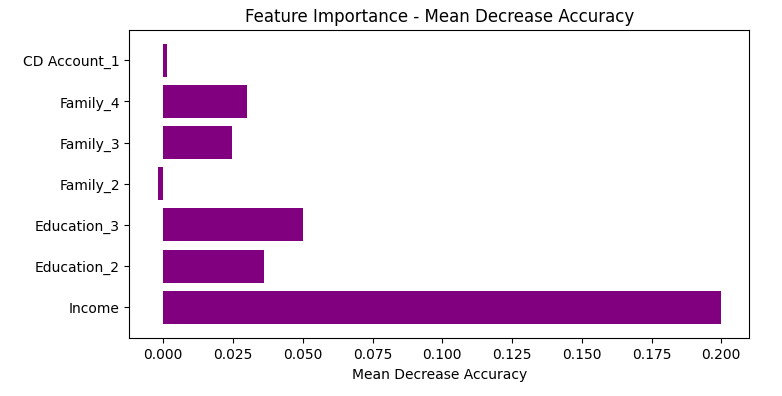 Feature Importance - Mean Decrease Accuracy
CD Account_1
Family_4
Family_3
Family_2
Education_3
Education_2
Income
0.000 0.025 0.050 0.075 0.100 0.125 0.150 0.175 0.200
Mean Decrease Accuracy